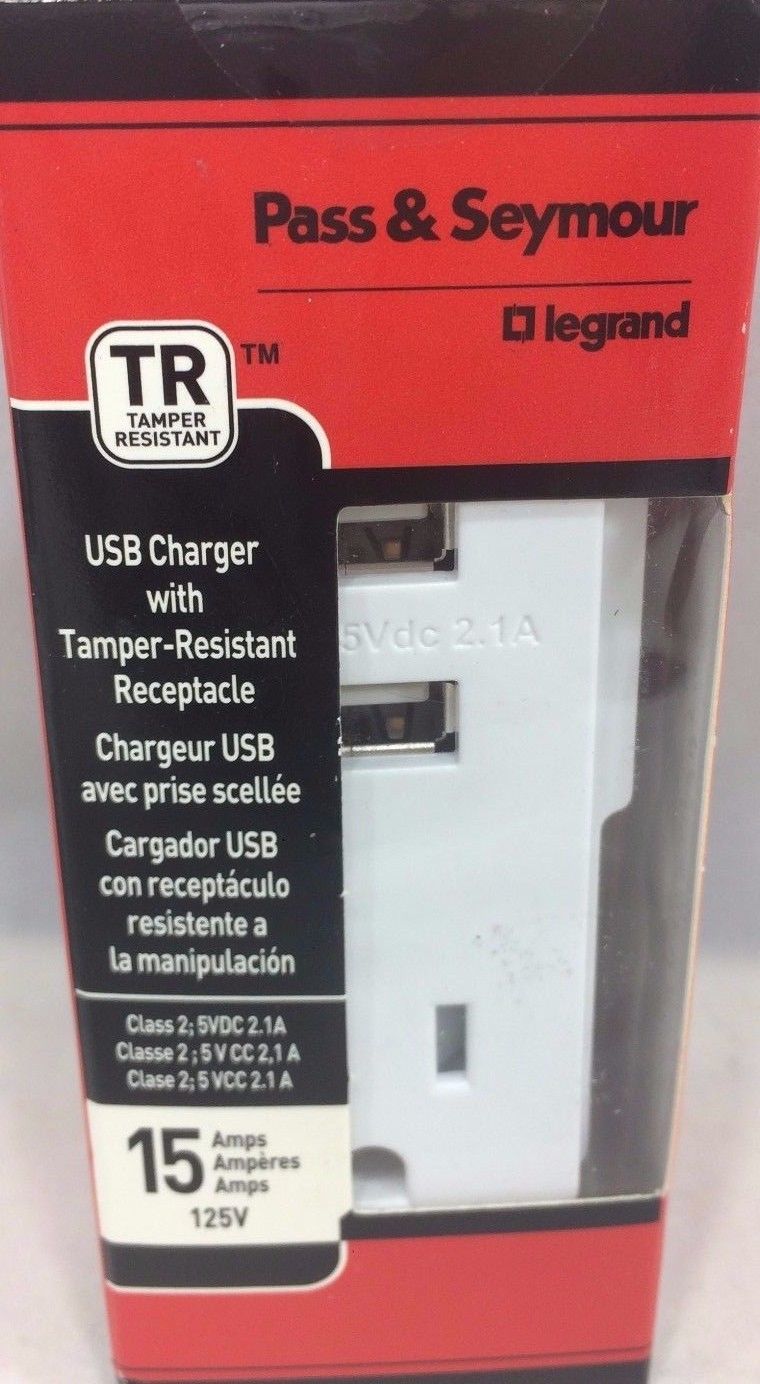 Pass & Seymour
legrand
TR
TAMPER
RESISTANT
TM
USB Charger
with
Tamper-Resistant
Receptacle
Chargeur USB
avec prise scellée
Cargador USB
con receptáculo
resistente a
la manipulación
5Vdc 2.1A
Class 2; 5VDC 2.1A
Classe 2 ; 5 V CC 2,1 A
Clase 2; 5 VCC 2.1 A
15 Amps
Ampères
Amps
125V